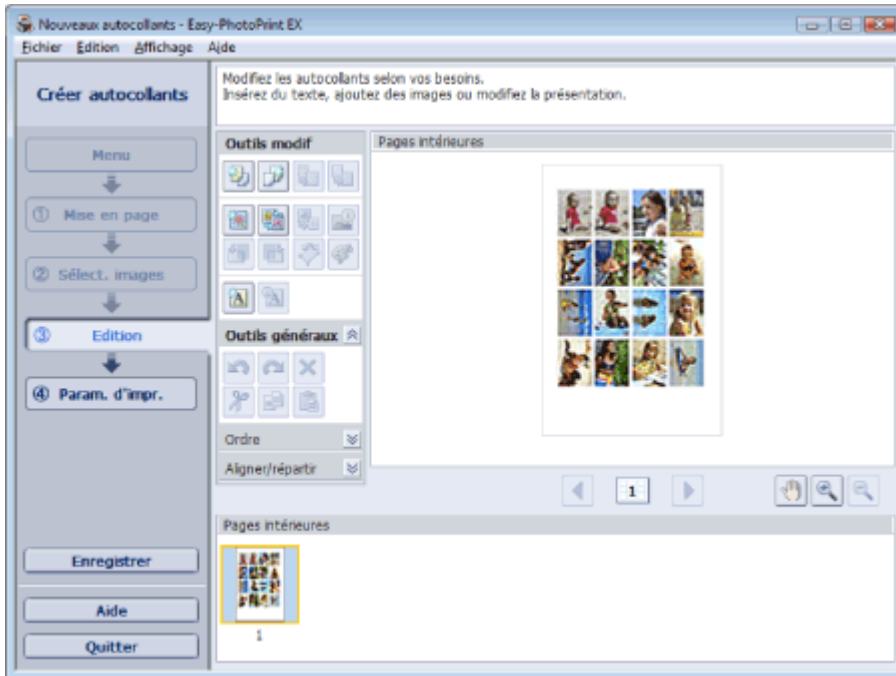 Nouveaux autocollants - Easy-PhotoPrint EX
Fichier Edition Affichage Aide
Créer autocollants
Modifiez les autocollants selon vos besoins.
Insérez du texte, ajoutez des images ou modifiez la présentation.
Menu
① Mise en page
② Sélect. images
③ Edition
④ Param. d'impr.
Enregistrer
Aide
Quitter
Outils modif
A A
Outils généraux
Ordre
Aligner/répartir
Pages intérieures
1
Pages intérieures
1